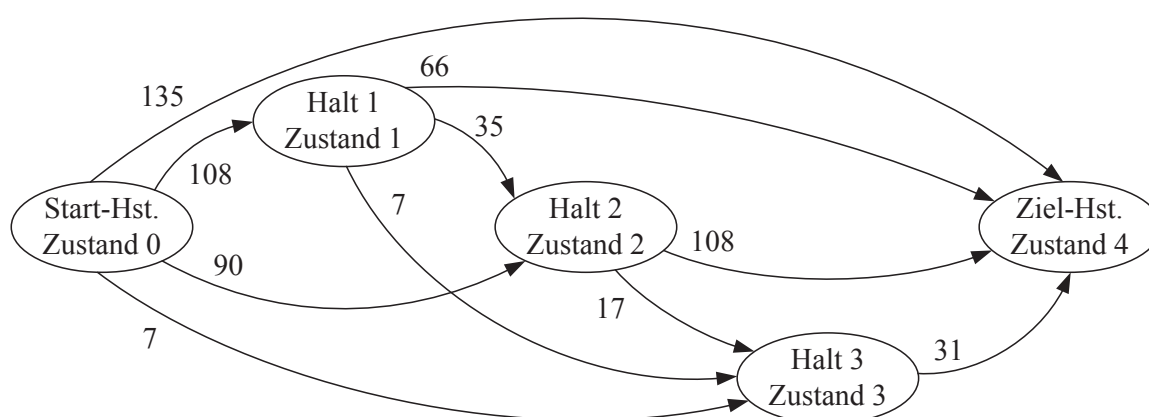 135
66
Halt 1
Zustand 1
35
108
7
Start-Hst.
Zustand 0
Halt 2
Zustand 2
Ziel-Hst.
Zustand 4
108
90
17
7
31
Halt 3
Zustand 3